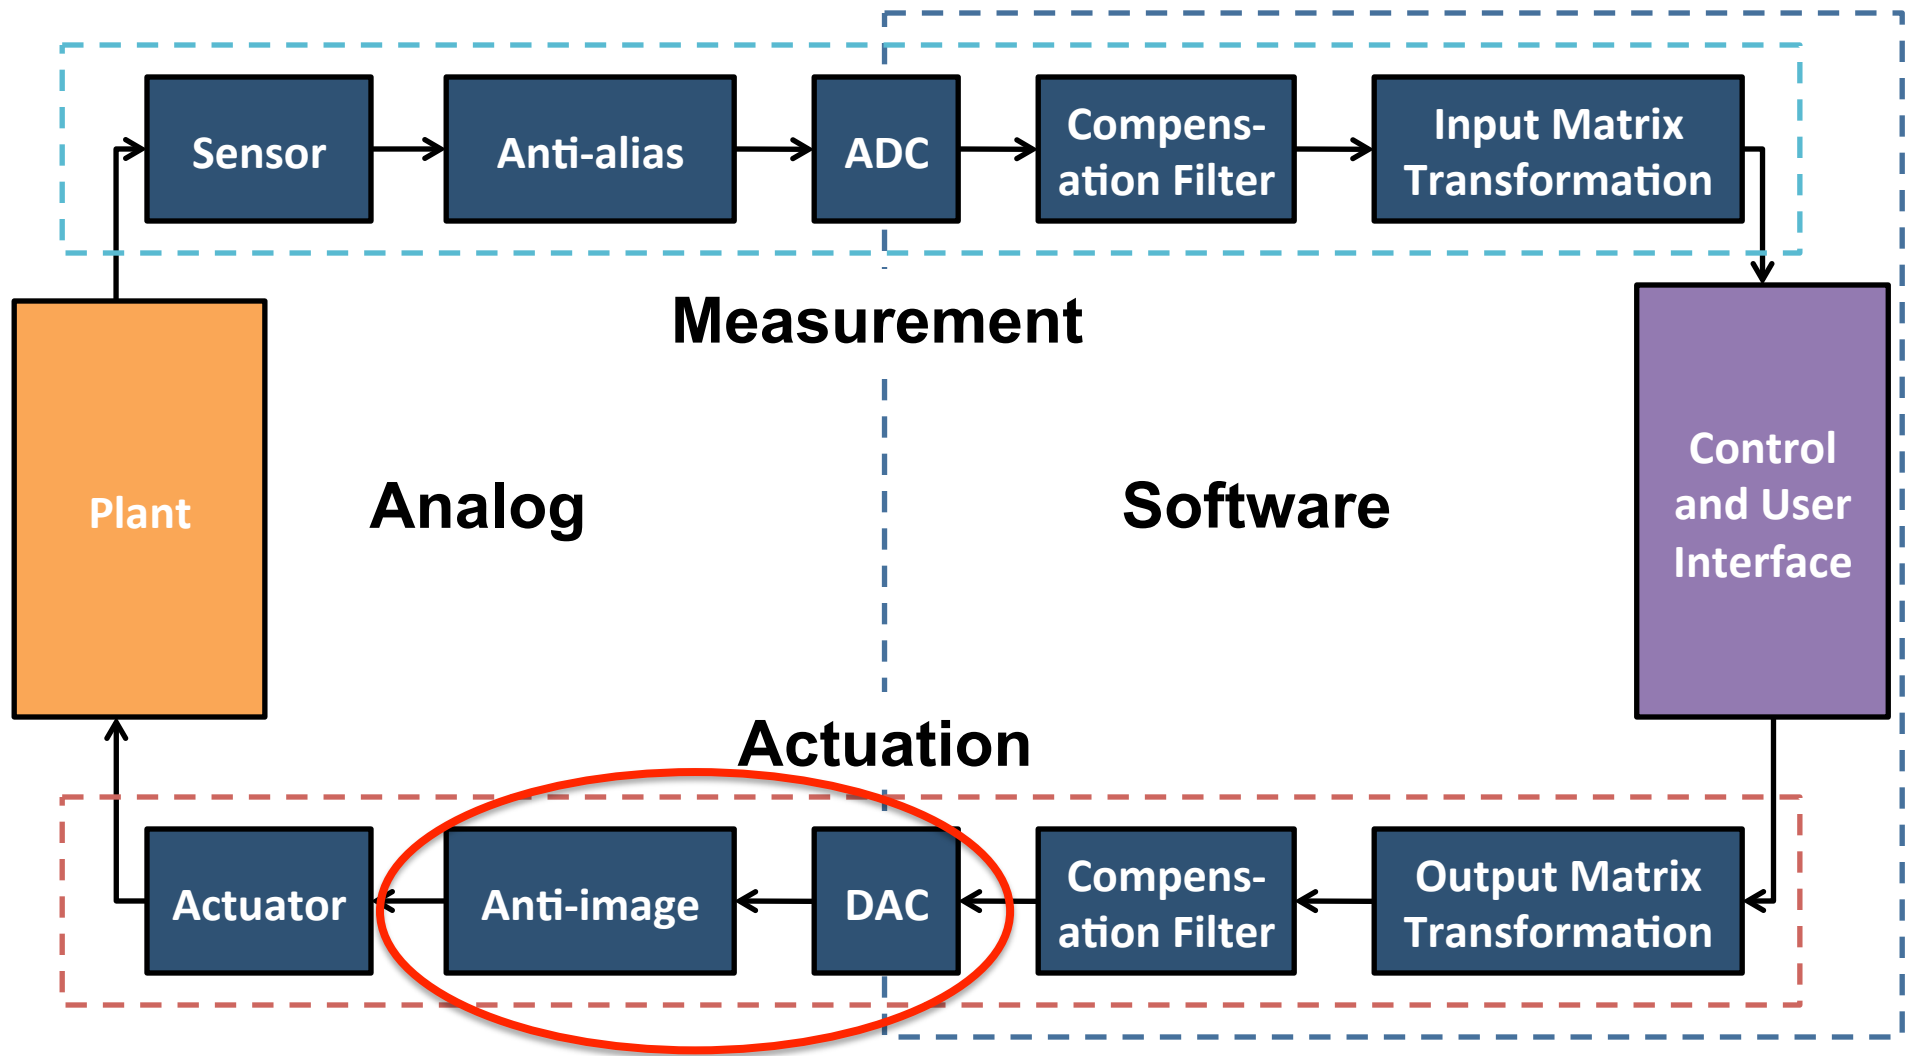 Sensor
Anti-alias
ADC
Compens-
ation Filter
Input Matrix
Transformation
Measurement
Plant
Analog
Software
Control
and User
Interface
Actuation
Actuator
Anti-image
DAC
Compens-
ation Filter
Output Matrix
Transformation